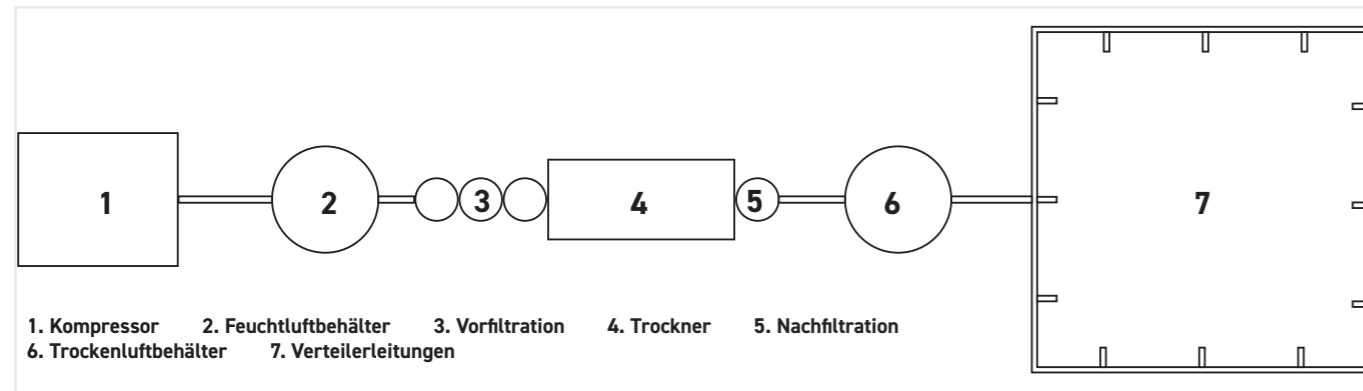 1 2 3 4 5 6 7
1. Kompressor 2. Feuchtluftbehälter 3. Vorfiltration 4. Trockner 5. Nachfiltration
6. Trockenluftbehälter 7. Verteilerleitungen